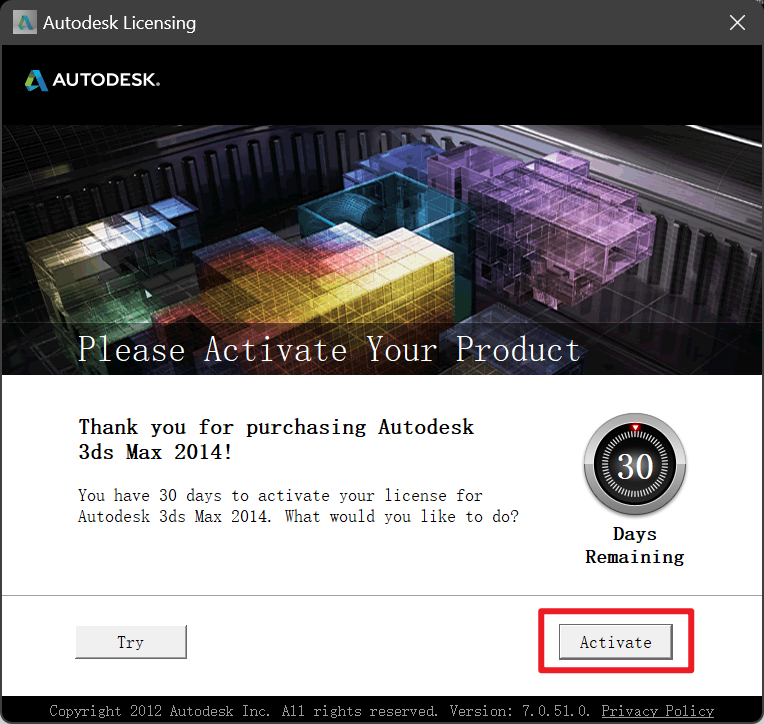 Autodesk Licensing
AUTODESK.
Please Activate Your Product
Thank you for purchasing Autodesk
3ds Max 2014!
You have 30 days to activate your license for
Autodesk 3ds Max 2014. What would you like to do?
30
Days
Remaining
Try
Activate
Copyright 2012 Autodesk Inc. All rights reserved. Version: 7.0.51.0. Privacy Policy